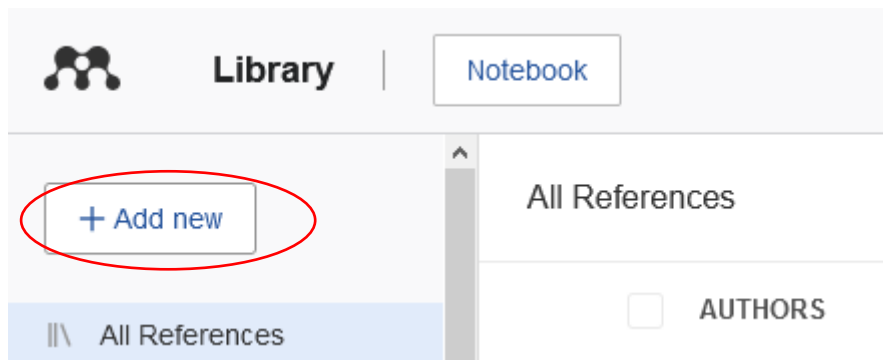 Library
Notebook
+ Add new
All References
All References
AUTHORS